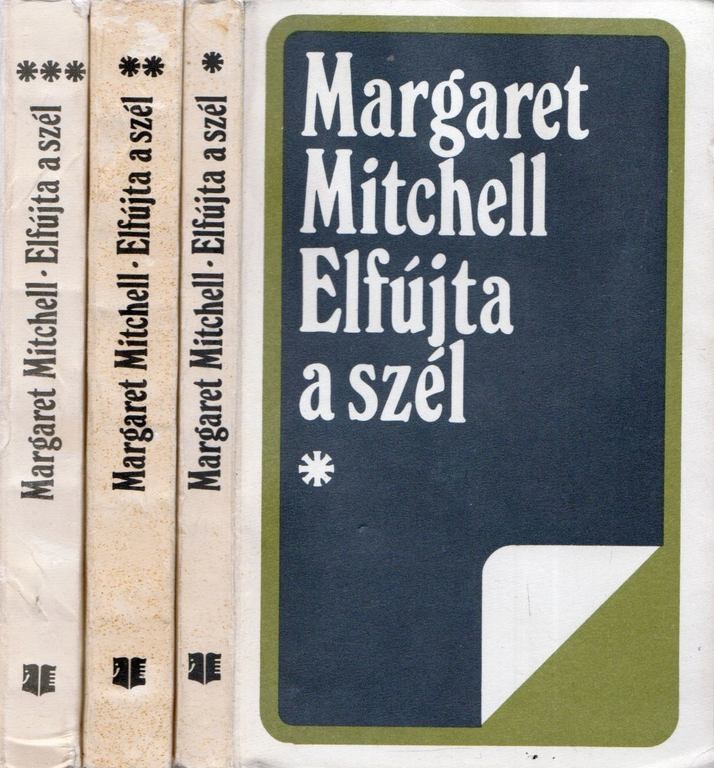 *** Margaret Mitchell · Elfújta a szél
** Margaret Mitchell · Elfújta a szél
* Margaret Mitchell · Elfújta a szél
Margaret
Mitchell
Elfújta
a szél
*